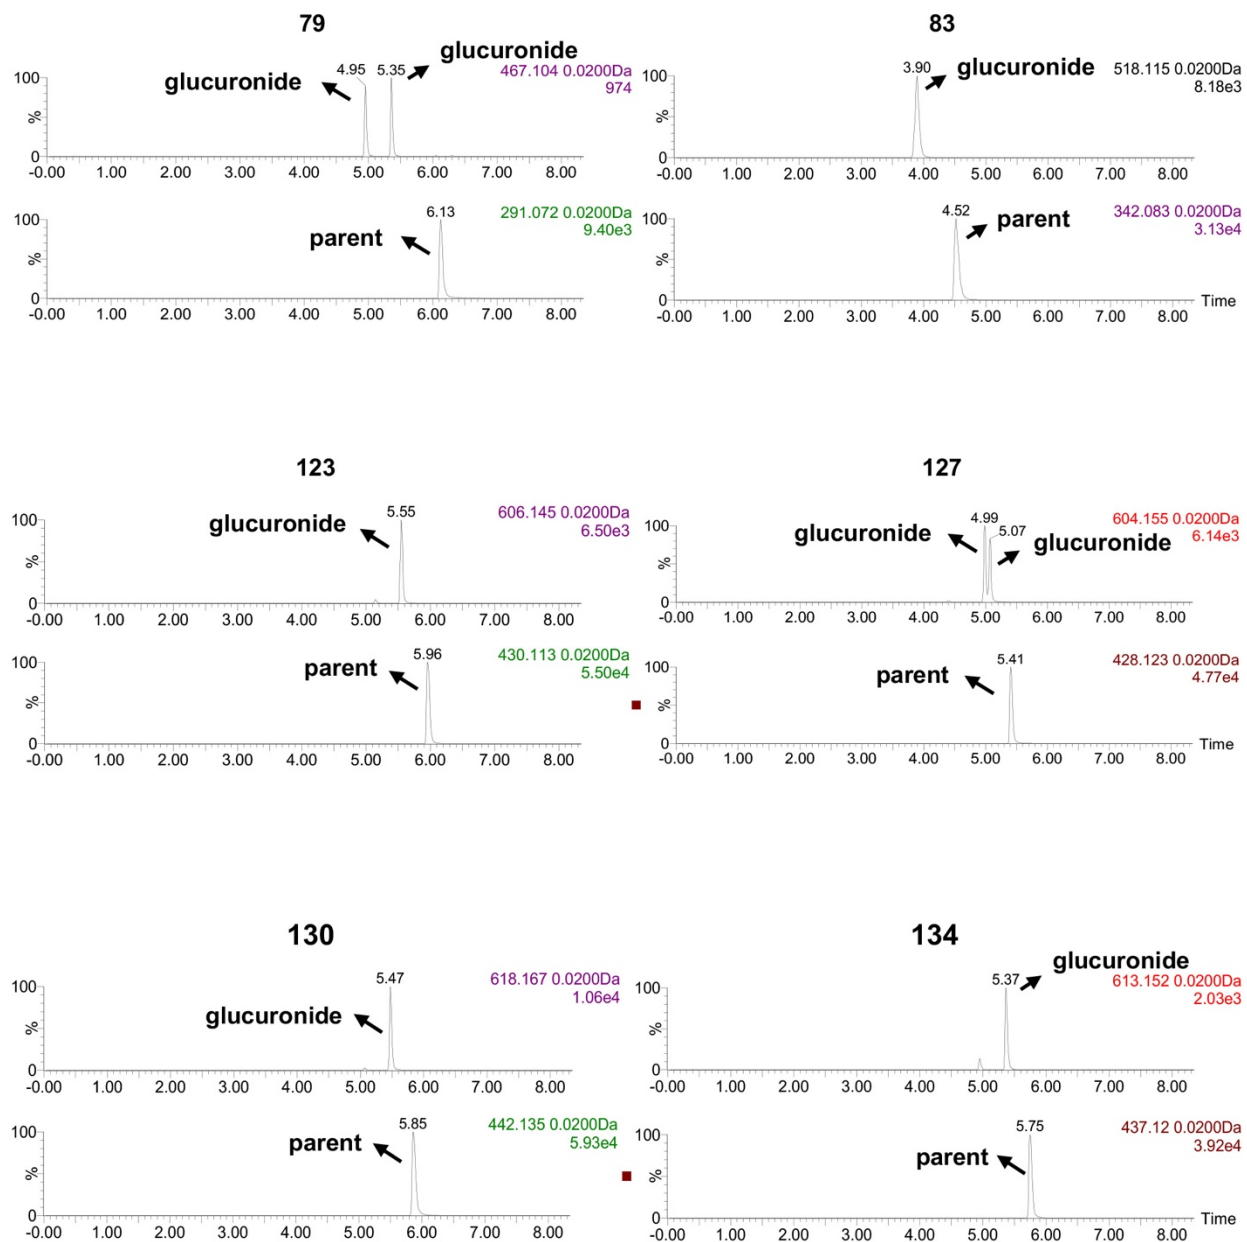 79
glucuronide
4.95 5.35
glucuronide
467.104 0.0200Da
974
100
%
0
-0.00 1.00 2.00 3.00 4.00 5.00 6.00 7.00 8.00
6.13
291.072 0.0200Da
9.40e3
100
parent
%
0
-0.00 1.00 2.00 3.00 4.00 5.00 6.00 7.00 8.00
83
3.90
glucuronide
518.115 0.0200Da
8.18e3
100
%
0
-0.00 1.00 2.00 3.00 4.00 5.00 6.00 7.00 8.00
4.52
parent
342.083 0.0200Da
3.13e4
100
%
0
Time
-0.00 1.00 2.00 3.00 4.00 5.00 6.00 7.00 8.00
123
5.55
606.145 0.0200Da
6.50e3
100
glucuronide
%
0
-0.00 1.00 2.00 3.00 4.00 5.00 6.00 7.00 8.00
5.96
430.113 0.0200Da
5.50e4
100
parent
%
0
-0.00 1.00 2.00 3.00 4.00 5.00 6.00 7.00 8.00
127
4.99
5.07
604.155 0.0200Da
6.14e3
100
glucuronide
glucuronide
%
0
-0.00 1.00 2.00 3.00 4.00 5.00 6.00 7.00 8.00
5.41
428.123 0.0200Da
4.77e4
100
parent
%
0
Time
-0.00 1.00 2.00 3.00 4.00 5.00 6.00 7.00 8.00
130
5.47
618.167 0.0200Da
1.06e4
100
glucuronide
%
0
-0.00 1.00 2.00 3.00 4.00 5.00 6.00 7.00 8.00
5.85
442.135 0.0200Da
5.93e4
100
parent
%
0
-0.00 1.00 2.00 3.00 4.00 5.00 6.00 7.00 8.00
134
glucuronide
5.37
613.152 0.0200Da
2.03e3
100
%
0
-0.00 1.00 2.00 3.00 4.00 5.00 6.00 7.00 8.00
5.75
437.12 0.0200Da
3.92e4
100
parent
%
0
Time
-0.00 1.00 2.00 3.00 4.00 5.00 6.00 7.00 8.00